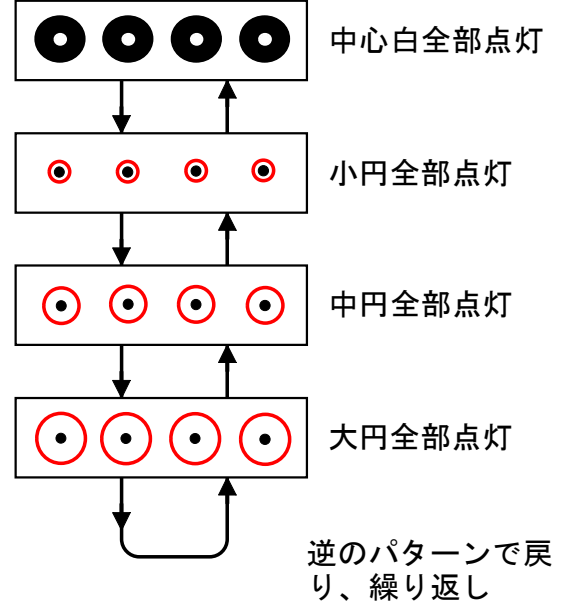 中心白全部点灯
小円全部点灯
中円全部点灯
大円全部点灯
逆のパターンで戻
り、繰り返し